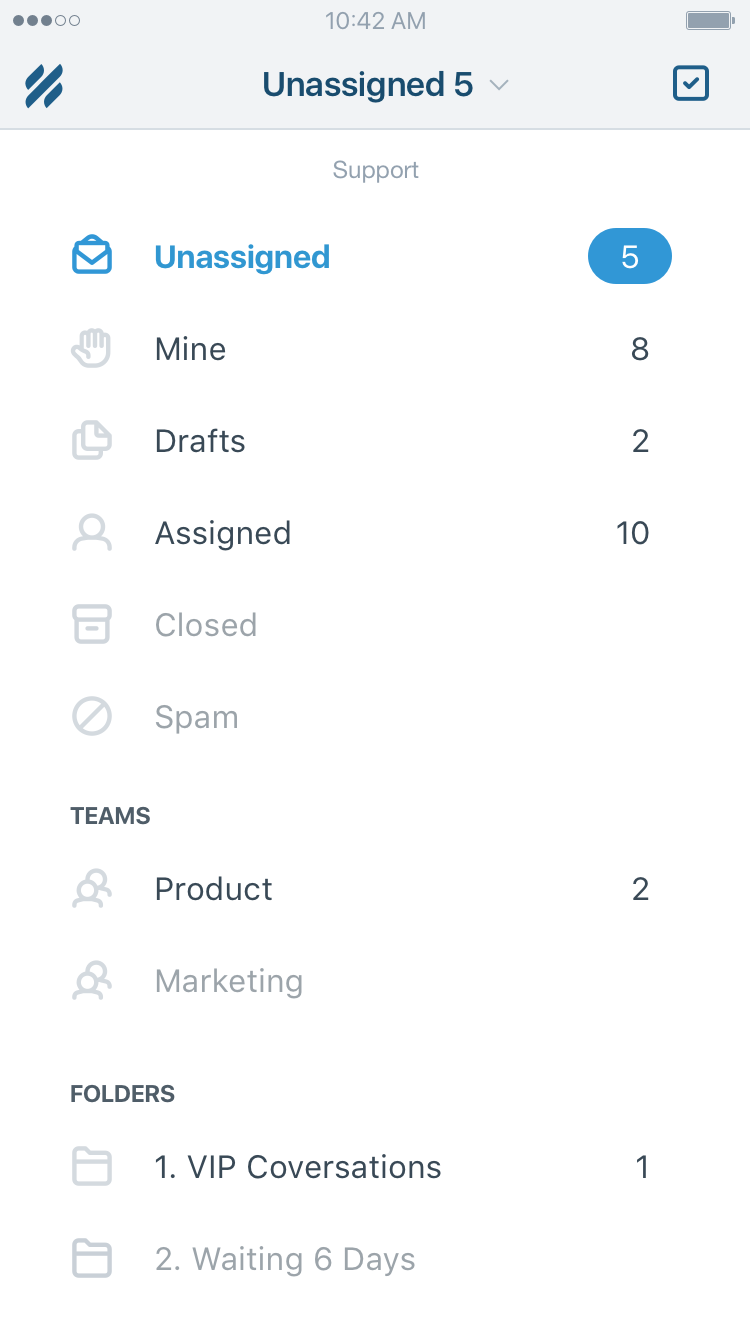 10:42 AM
Unassigned 5
Support
Unassigned 5
Mine 8
Drafts 2
Assigned 10
Closed
Spam
TEAMS
Product 2
Marketing
FOLDERS
1. VIP Coversations 1
2. Waiting 6 Days